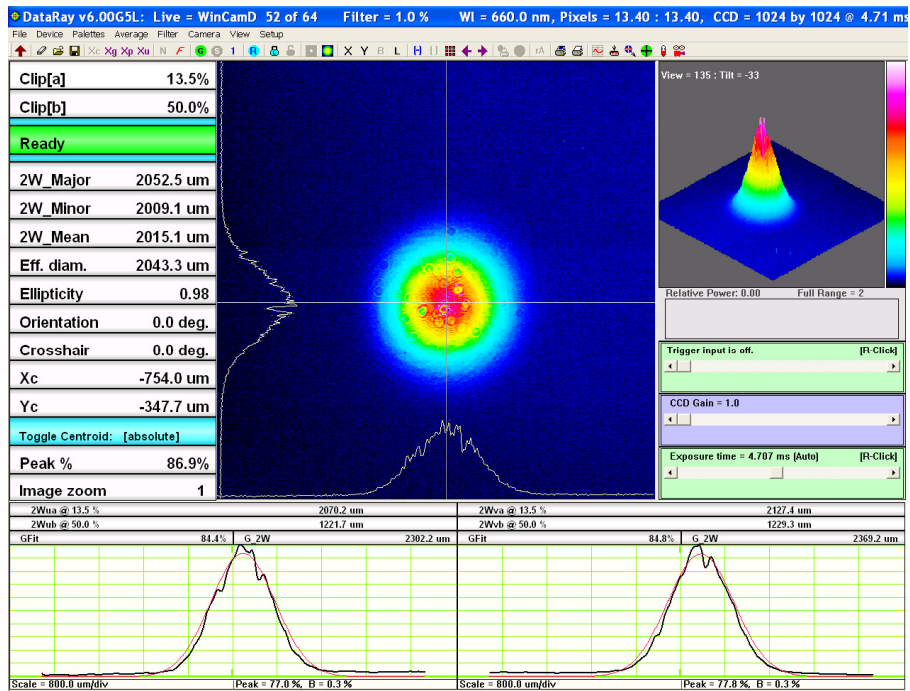 DataRay v6.00G5L: Live = WinCamD 52 of 64 Filter = 1.0 % Wl = 660.0 nm, Pixels = 13.40 : 13.40, CCD = 1024 by 1024 @ 4.71 ms
File Device Palettes Average Filter Camera View Setup
Xc Xg Xp Xu N F G S 1 R X Y B L rA
Clip[a] 13.5%
Clip[b] 50.0%
Ready
2W_Major 2052.5 um
2W_Minor 2009.1 um
2W_Mean 2015.1 um
Eff. diam. 2043.3 um
Ellipticity 0.98
Orientation 0.0 deg.
Crosshair 0.0 deg.
Xc -754.0 um
Yc -347.7 um
Toggle Centroid: [absolute]
Peak % 86.9%
Image zoom 1
View = 135 : Tilt = -33
Relative Power: 0.00 Full Range = 2
Trigger input is off. [R-Click]
CCD Gain = 1.0
Exposure time = 4.707 ms (Auto) [R-Click]
2Wua @ 13.5 % 2070.2 um
2Wub @ 50.0 % 1221.7 um
GFit 84.4% G_2W 2302.2 um
Scale = 800.0 um/div Peak = 77.0 %, B = 0.3 %
2Wva @ 13.5 % 2127.4 um
2Wvb @ 50.0 % 1229.3 um
GFit 84.8% G_2W 2369.2 um
Scale = 800.0 um/div Peak = 77.8 %, B = 0.3 %